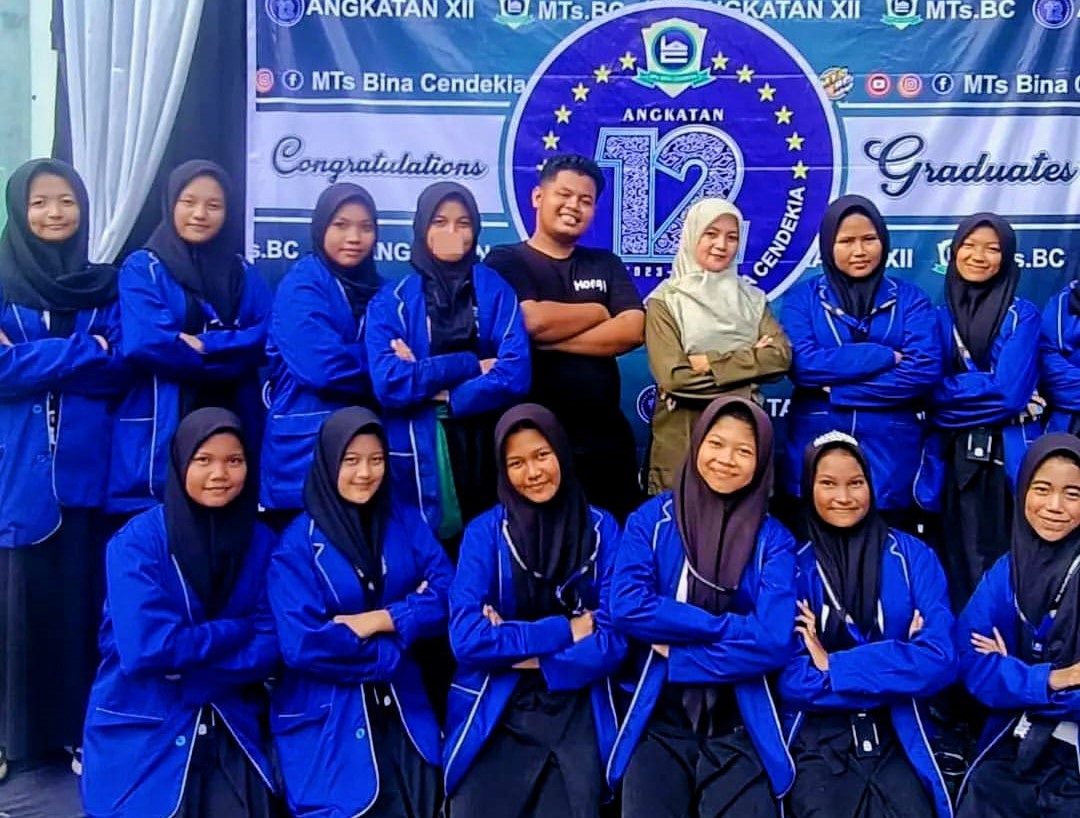 ANGKATAN XII MTs.BC ANGKATAN XII MTs.BC
MTs Bina Cendekia MTs Bina
ANGKATAN
Congratulations 12 Graduates
CENDEKIA
s.BC XII s.BC
2023